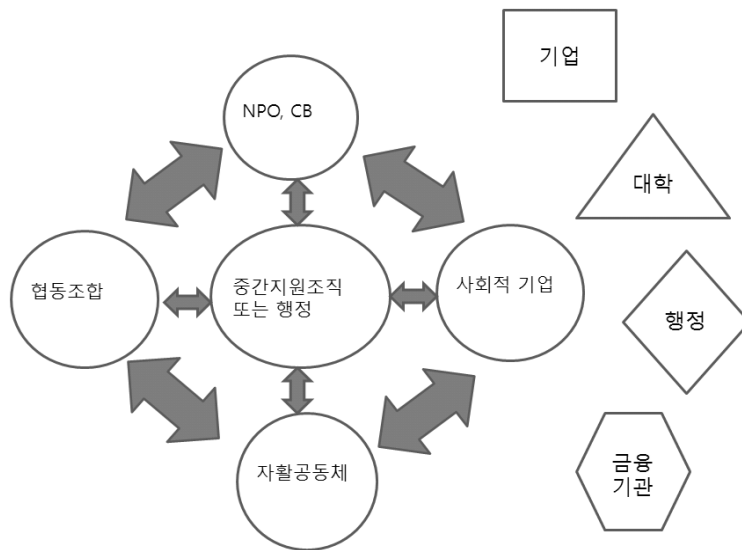 기업
NPO, CB
대학
협동조합
중간지원조직
또는 행정
사회적 기업
행정
자활공동체
금융
기관